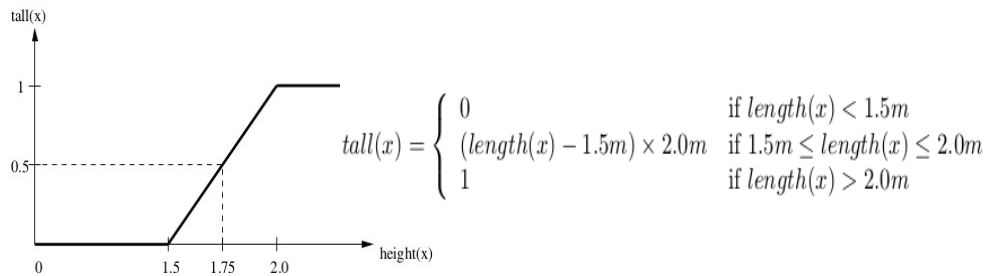 tall(x)
1
0.5
0 1.5 1.75 2.0
height(x)
tall(x) = { 0 if length(x) < 1.5m
(length(x) − 1.5m) × 2.0m if 1.5m ≤ length(x) ≤ 2.0m
1 if length(x) > 2.0m